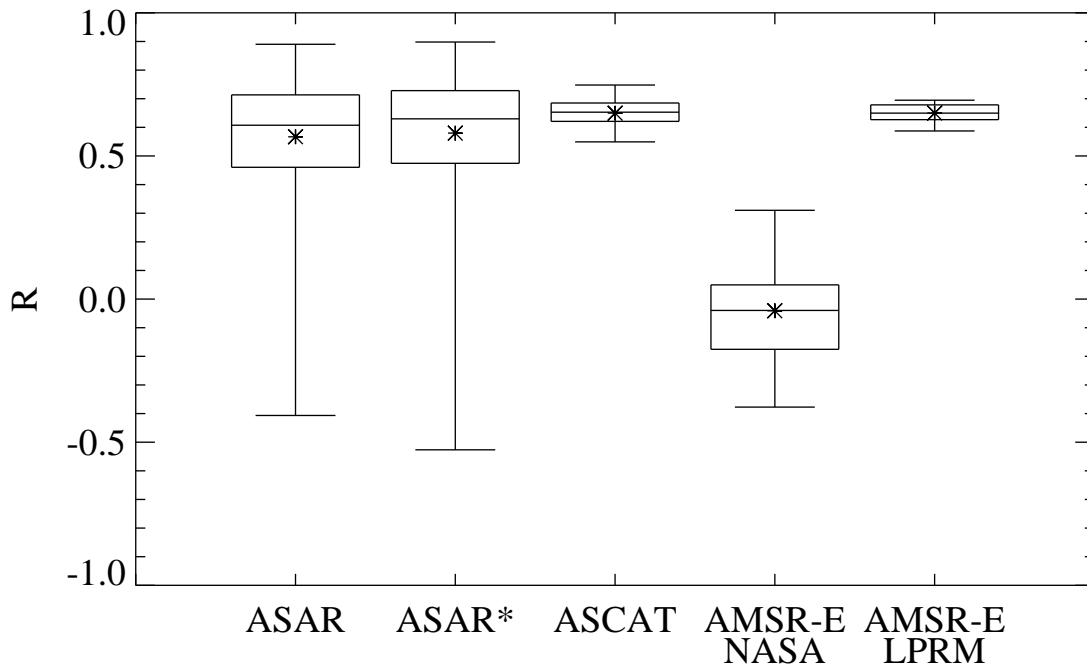 1.0
0.5
0.0
-0.5
-1.0
R
ASAR
ASAR*
ASCAT
AMSR-E
NASA
AMSR-E
LPRM